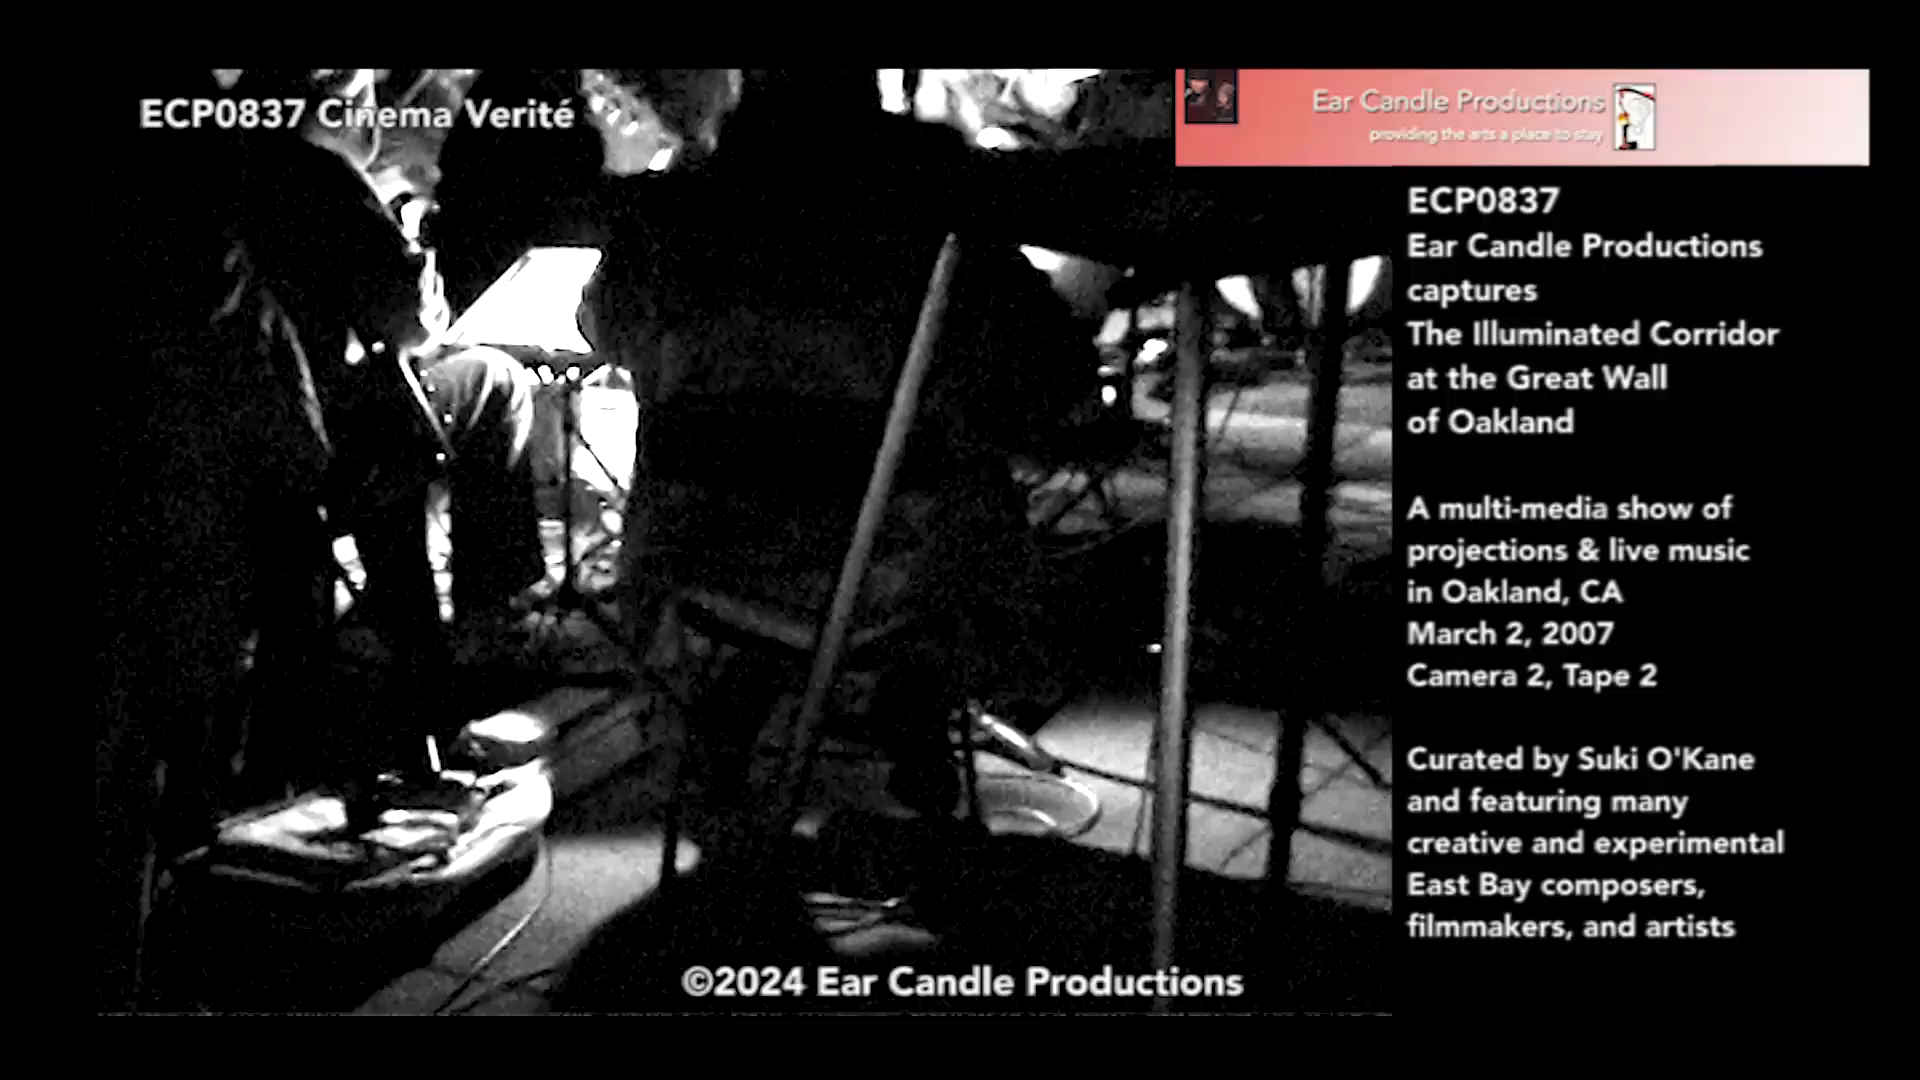 ECP0837 Cinema Verité
Ear Candle Productions
providing the arts a place to stay
ECP0837
Ear Candle Productions
captures
The Illuminated Corridor
at the Great Wall
of Oakland
A multi-media show of
projections & live music
in Oakland, CA
March 2, 2007
Camera 2, Tape 2
Curated by Suki O'Kane
and featuring many
creative and experimental
East Bay composers,
filmmakers, and artists
©2024 Ear Candle Productions